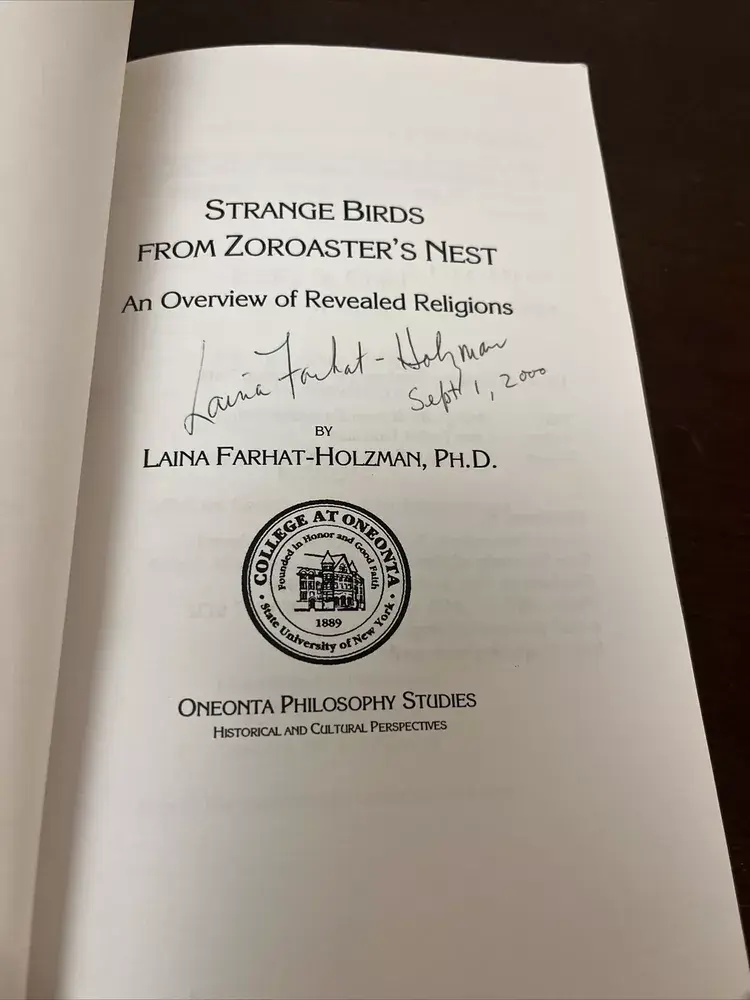 STRANGE BIRDS
FROM ZOROASTER'S NEST
An Overview of Revealed Religions
Laina Farhat-Holzman
Sept 1, 2000
BY
LAINA FARHAT-HOLZMAN, PH.D.
COLLEGE AT ONEONTA
Founded in Honor and Good Faith
1889
• State University of New York •
ONEONTA PHILOSOPHY STUDIES
HISTORICAL AND CULTURAL PERSPECTIVES